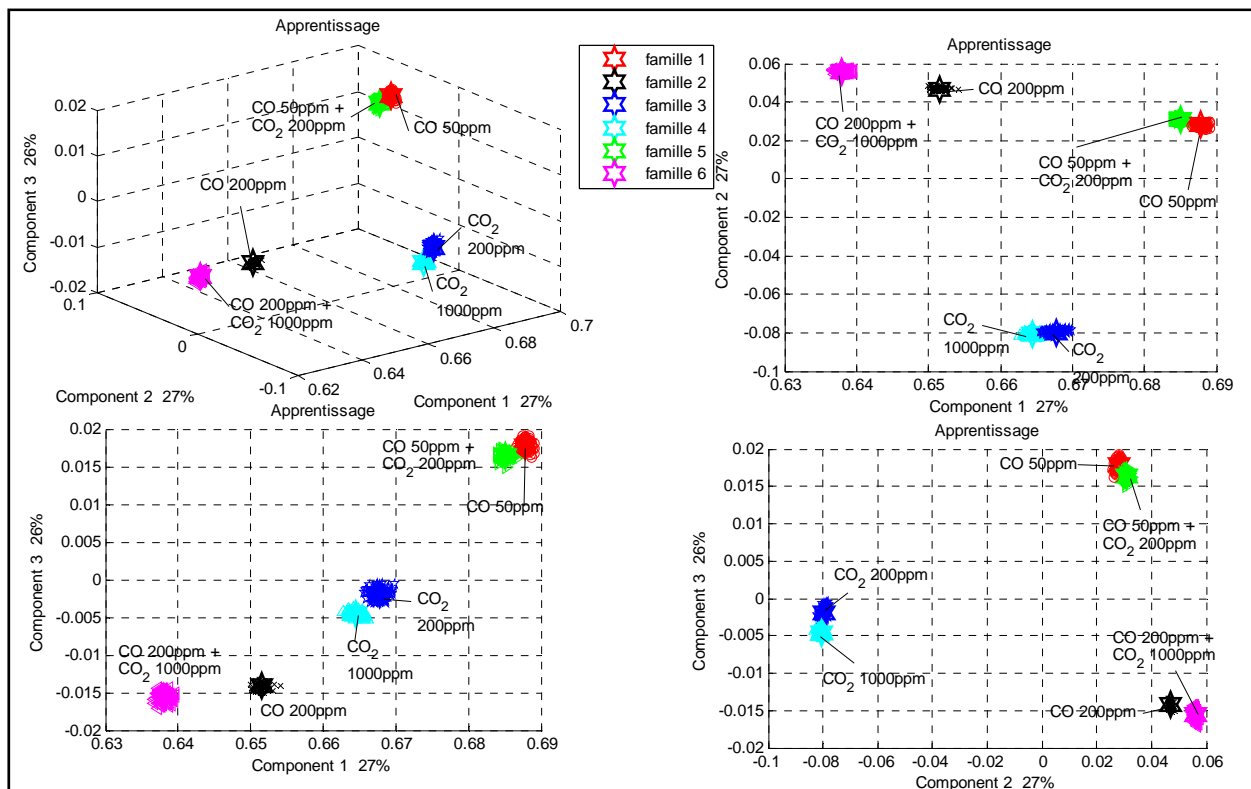 Apprentissage
0.02
0.01
0
-0.01
-0.02
Component 3 26%
0.1
0
-0.1
Component 2 27%
0.62
0.64
0.66
0.68
0.7
Component 1 27%
CO 50ppm +
CO2 200ppm
CO 50ppm
CO 200ppm
CO2
200ppm
CO2
1000ppm
CO 200ppm +
CO2 1000ppm
famille 1
famille 2
famille 3
famille 4
famille 5
famille 6
Apprentissage
0.06
0.04
0.02
0
-0.02
-0.04
-0.06
-0.08
-0.1
Component 2 27%
CO 200ppm
CO 200ppm +
CO2 1000ppm
CO 50ppm +
CO2 200ppm
CO 50ppm
CO2
1000ppm
CO2
200ppm
0.63 0.64 0.65 0.66 0.67 0.68 0.69
Component 1 27%
Apprentissage
0.02
0.015
0.01
0.005
0
-0.005
-0.01
-0.015
-0.02
Component 3 26%
CO 50ppm +
CO2 200ppm
CO 50ppm
CO2
200ppm
CO2
1000ppm
CO 200ppm +
CO2 1000ppm
CO 200ppm
0.63 0.64 0.65 0.66 0.67 0.68 0.69
Component 1 27%
Apprentissage
0.02
0.015
0.01
0.005
0
-0.005
-0.01
-0.015
-0.02
Component 3 26%
CO 50ppm
CO 50ppm +
CO2 200ppm
CO2 200ppm
CO2 1000ppm
CO 200ppm +
CO2 1000ppm
CO 200ppm
-0.1 -0.08 -0.06 -0.04 -0.02 0 0.02 0.04 0.06
Component 2 27%